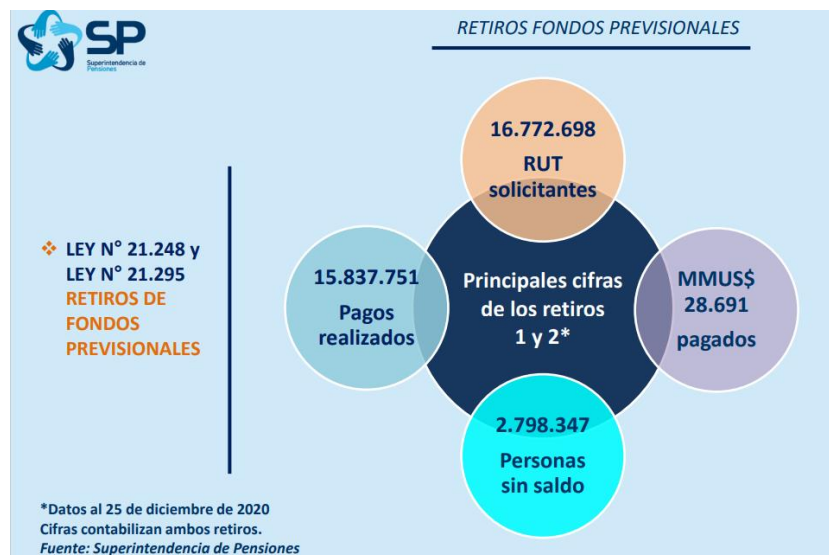 SP
Superintendencia de
Pensiones
RETIROS FONDOS PREVISIONALES
❖ LEY N° 21.248 y
LEY N° 21.295
RETIROS DE
FONDOS
PREVISIONALES
16.772.698
RUT
solicitantes
15.837.751
Pagos
realizados
Principales cifras
de los retiros
1 y 2*
MMUS$
28.691
pagados
2.798.347
Personas
sin saldo
*Datos al 25 de diciembre de 2020
Cifras contabilizan ambos retiros.
Fuente: Superintendencia de Pensiones